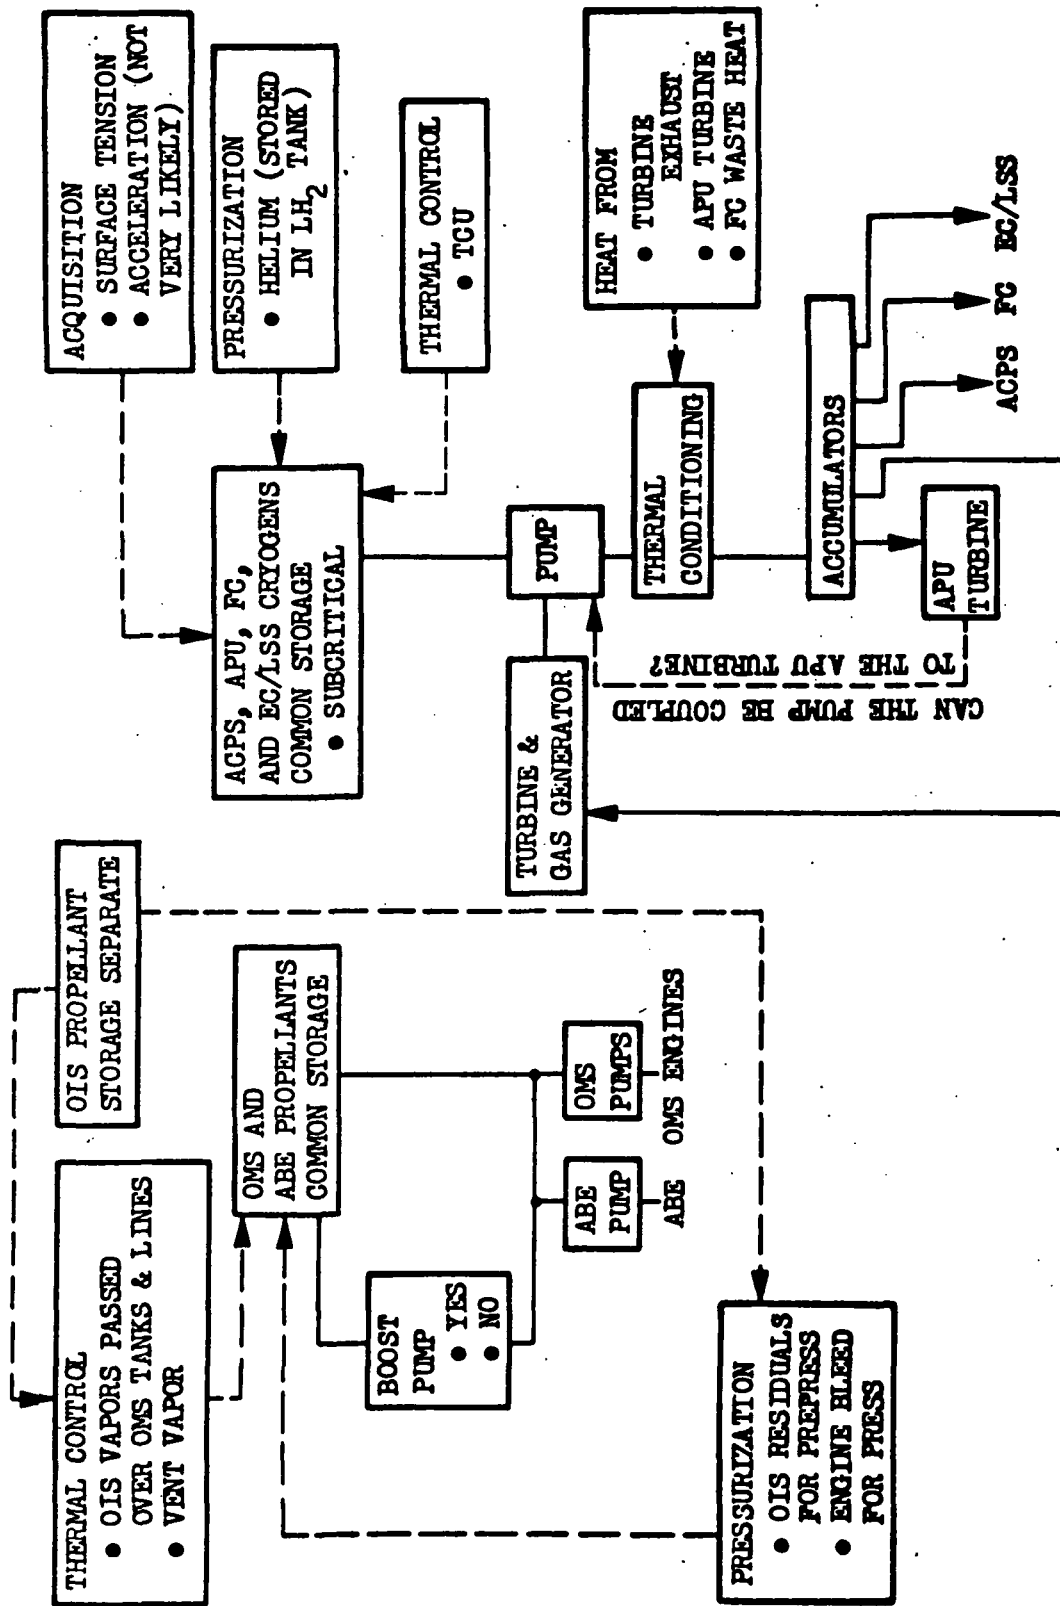 THERMAL CONTROL
● OIS VAPORS PASSED
OVER OMS TANKS & LINES
● VENT VAPOR
OIS PROPELLANT
STORAGE SEPARATE
OMS AND
ABE PROPELLANTS
COMMON STORAGE
BOOST
PUMP ● YES
● NO
ABE
PUMP
OMS
PUMPS
ABE
OMS ENGINES
PRESSURIZATION
● OIS RESIDUALS
FOR PREPRESS
● ENGINE BLEED
FOR PRESS
ACQUISITION
● SURFACE TENSION
● ACCELERATION (NOT
VERY LIKELY)
PRESSURIZATION
● HELIUM (STORED
IN LH2 TANK)
THERMAL CONTROL
● TCU
ACPS, APU, FC,
AND EC/LSS CRYOGENS
COMMON STORAGE
● SUBCRITICAL
TURBINE &
GAS GENERATOR
PUMP
CAN THE PUMP BE COUPLED
TO THE APU TURBINE?
THERMAL
CONDITIONING
HEAT FROM
● TURBINE
EXHAUST
● APU TURBINE
● FC WASTE HEAT
ACCUMULATORS
APU
TURBINE
ACPS
FC
EC/LSS